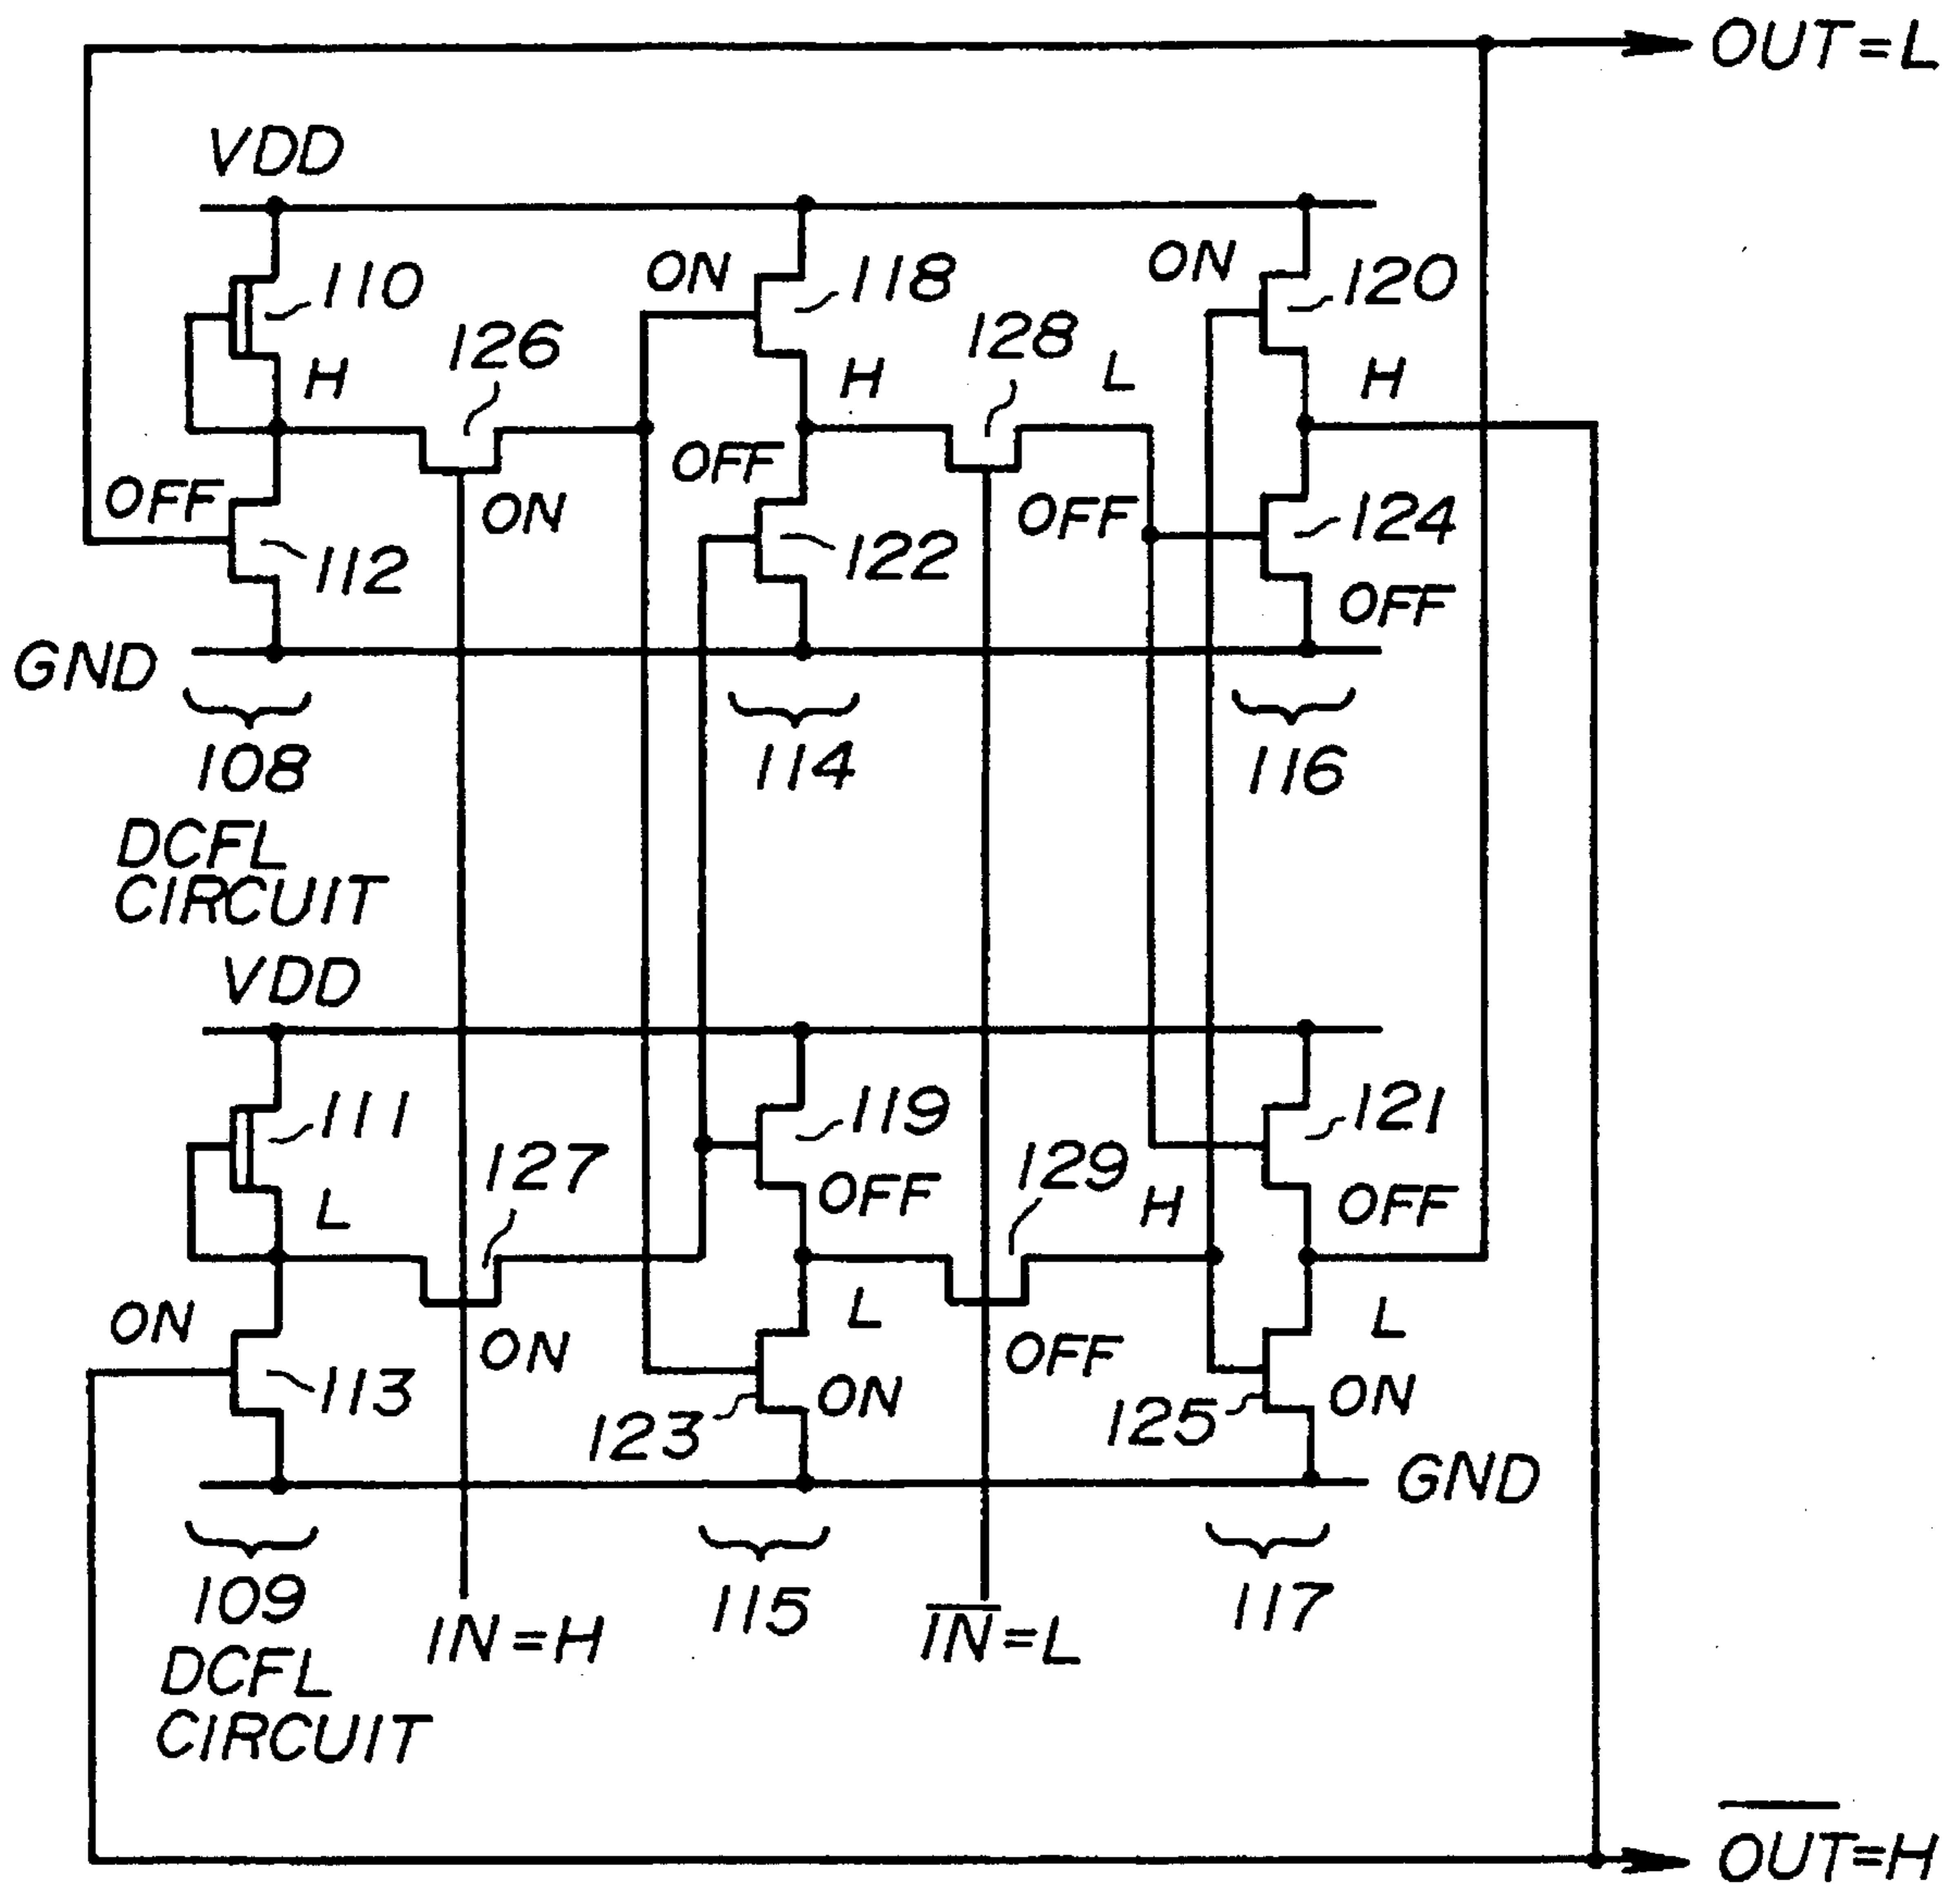 OUT=L
VDD
110
ON
118
ON
120
126
128
L
H
H
H
OFF
OFF
ON
OFF
124
112
122
OFF
GND
108
114
116
DCFL
CIRCUIT
VDD
111
119
121
127
129
L
OFF
H
OFF
ON
L
L
ON
OFF
113
123
ON
125
ON
GND
109
115
117
IN=H
I̅N̅=L
DCFL
CIRCUIT
O̅U̅T̅=H